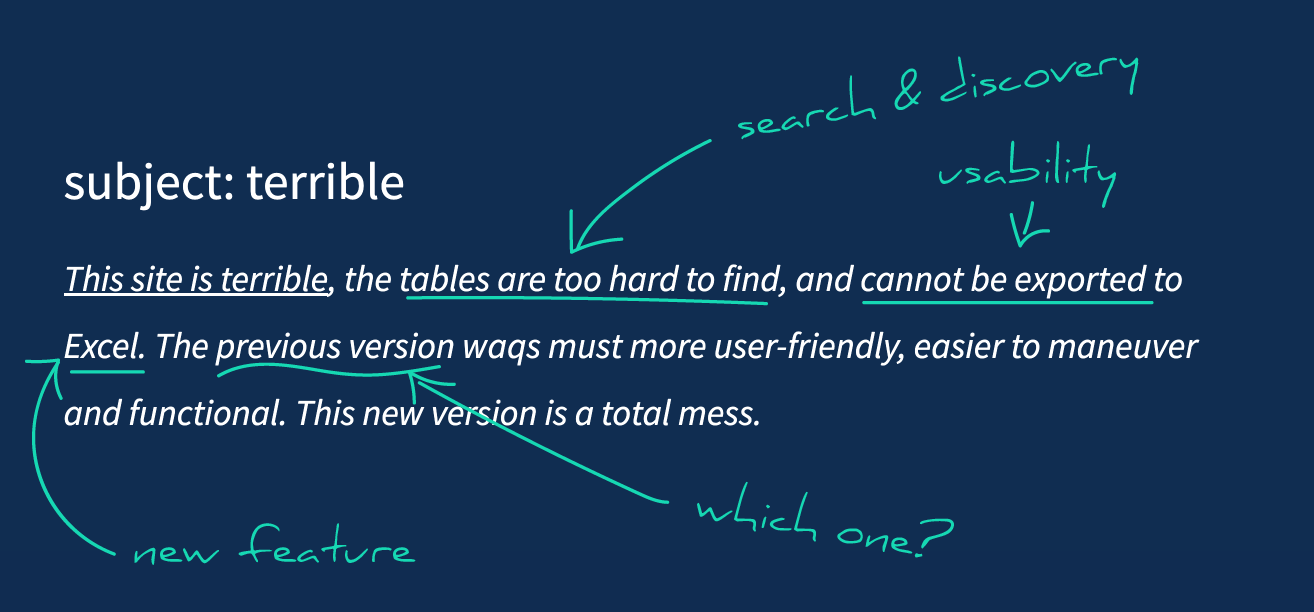 search & discovery
usability
subject: terrible
This site is terrible, the tables are too hard to find, and cannot be exported to
Excel. The previous version waqs must more user-friendly, easier to maneuver
and functional. This new version is a total mess.
which one?
new feature